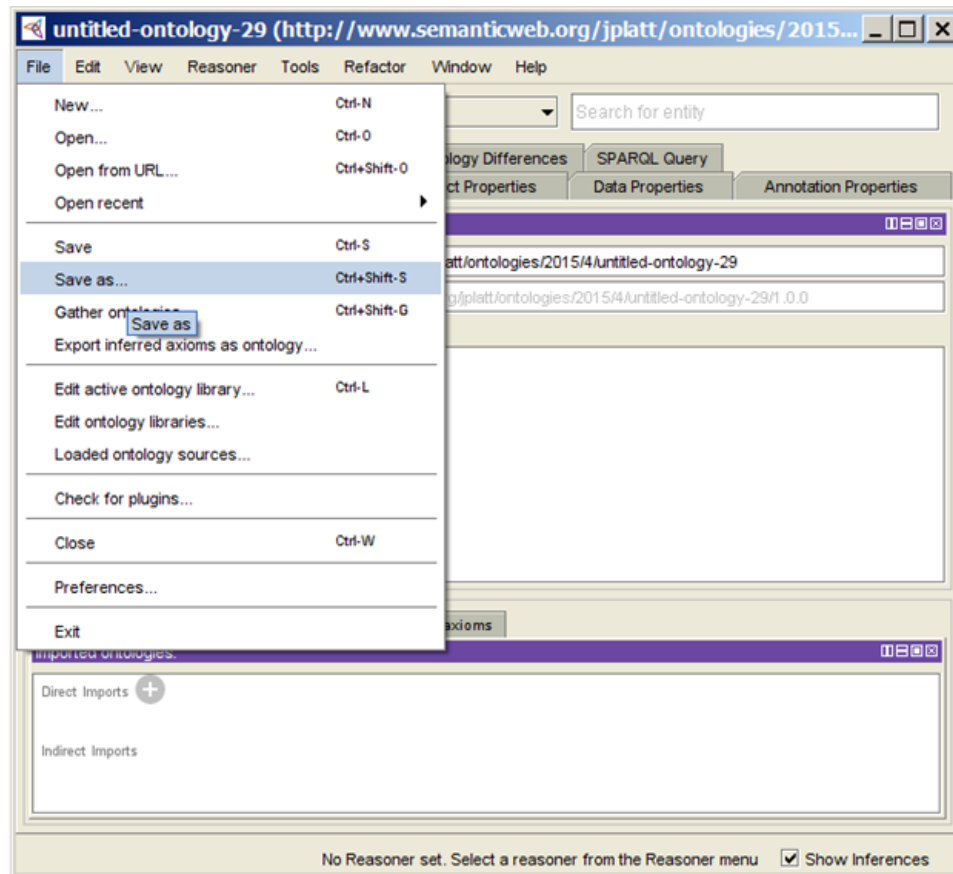 untitled-ontology-29 (http://www.semanticweb.org/jplatt/ontologies/2015...
File Edit View Reasoner Tools Refactor Window Help
New... Ctrl-N
Search for entity
Open... Ctrl-O
Open from URL... Ctrl+Shift-O
ology Differences SPARQL Query
ct Properties Data Properties Annotation Properties
Open recent
Save Ctrl-S
att/ontologies/2015/4/untitled-ontology-29
Save as... Ctrl+Shift-S
g/jplatt/ontologies/2015/4/untitled-ontology-29/1.0.0
Gather ontologies Ctrl+Shift-G
Save as
Export inferred axioms as ontology...
Edit active ontology library... Ctrl-L
Edit ontology libraries...
Loaded ontology sources...
Check for plugins...
Close Ctrl-W
Preferences...
Exit
axioms
Imported ontologies:
Direct Imports
Indirect Imports
No Reasoner set. Select a reasoner from the Reasoner menu Show Inferences